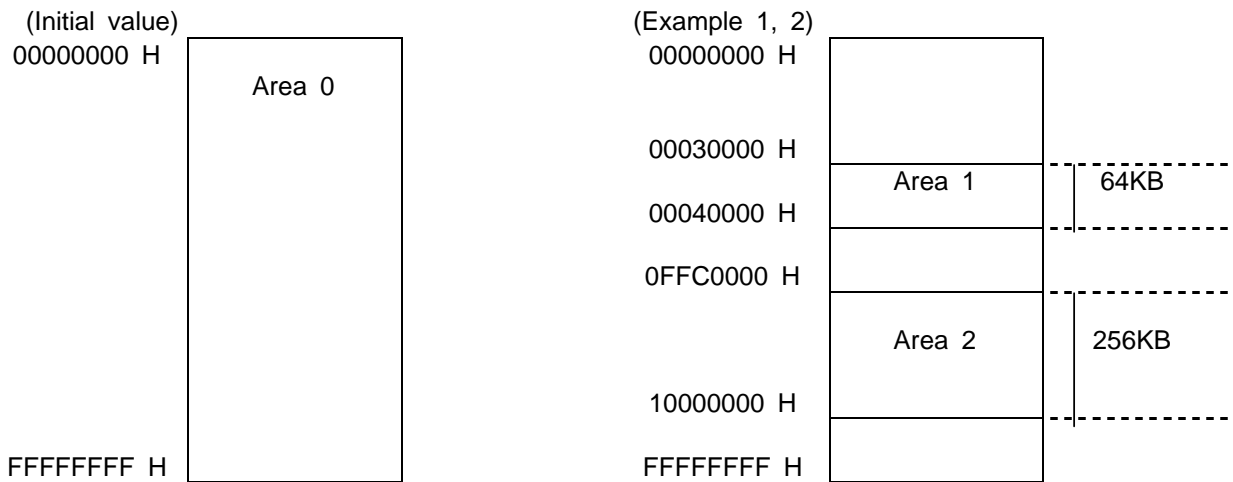 (Initial value)
00000000 H
Area 0
FFFFFFFF H
(Example 1, 2)
00000000 H
00030000 H
Area 1
64KB
00040000 H
0FFC0000 H
Area 2
256KB
10000000 H
FFFFFFFF H